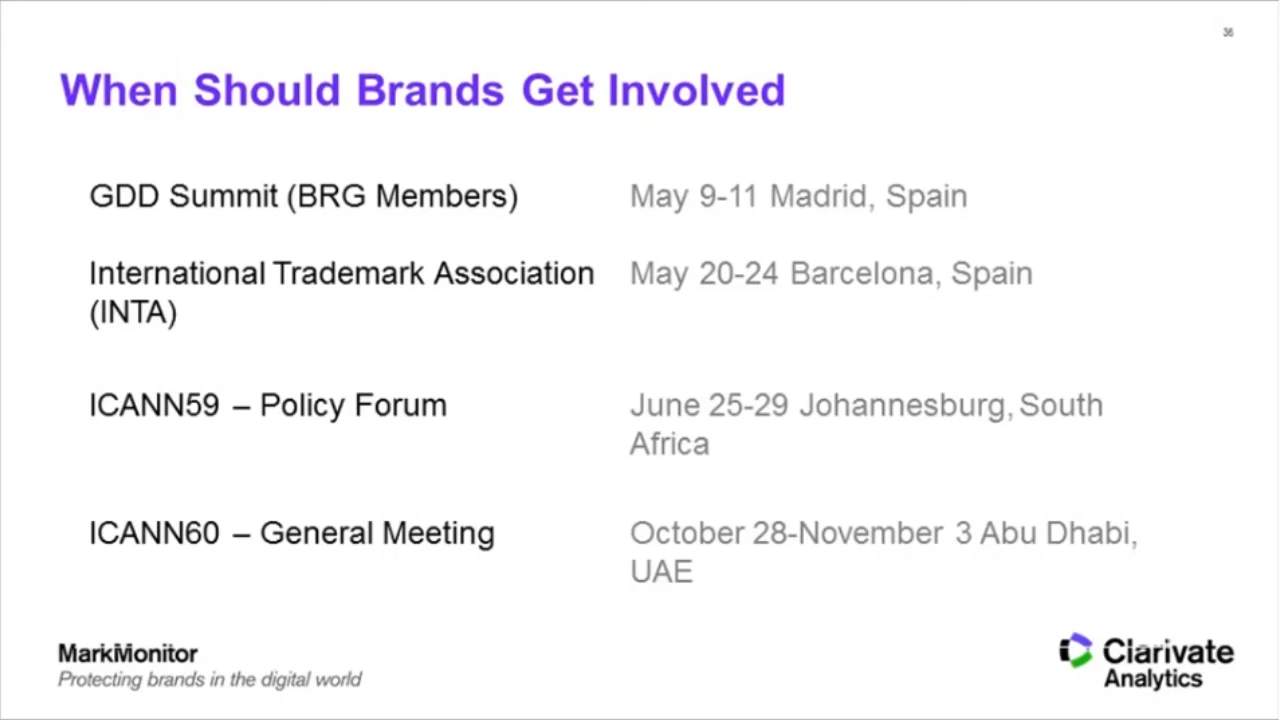 36
When Should Brands Get Involved
GDD Summit (BRG Members)
May 9-11 Madrid, Spain
International Trademark Association
(INTA)
May 20-24 Barcelona, Spain
ICANN59 – Policy Forum
June 25-29 Johannesburg, South
Africa
ICANN60 – General Meeting
October 28-November 3 Abu Dhabi,
UAE
MarkMonitor
Protecting brands in the digital world
Clarivate
Analytics